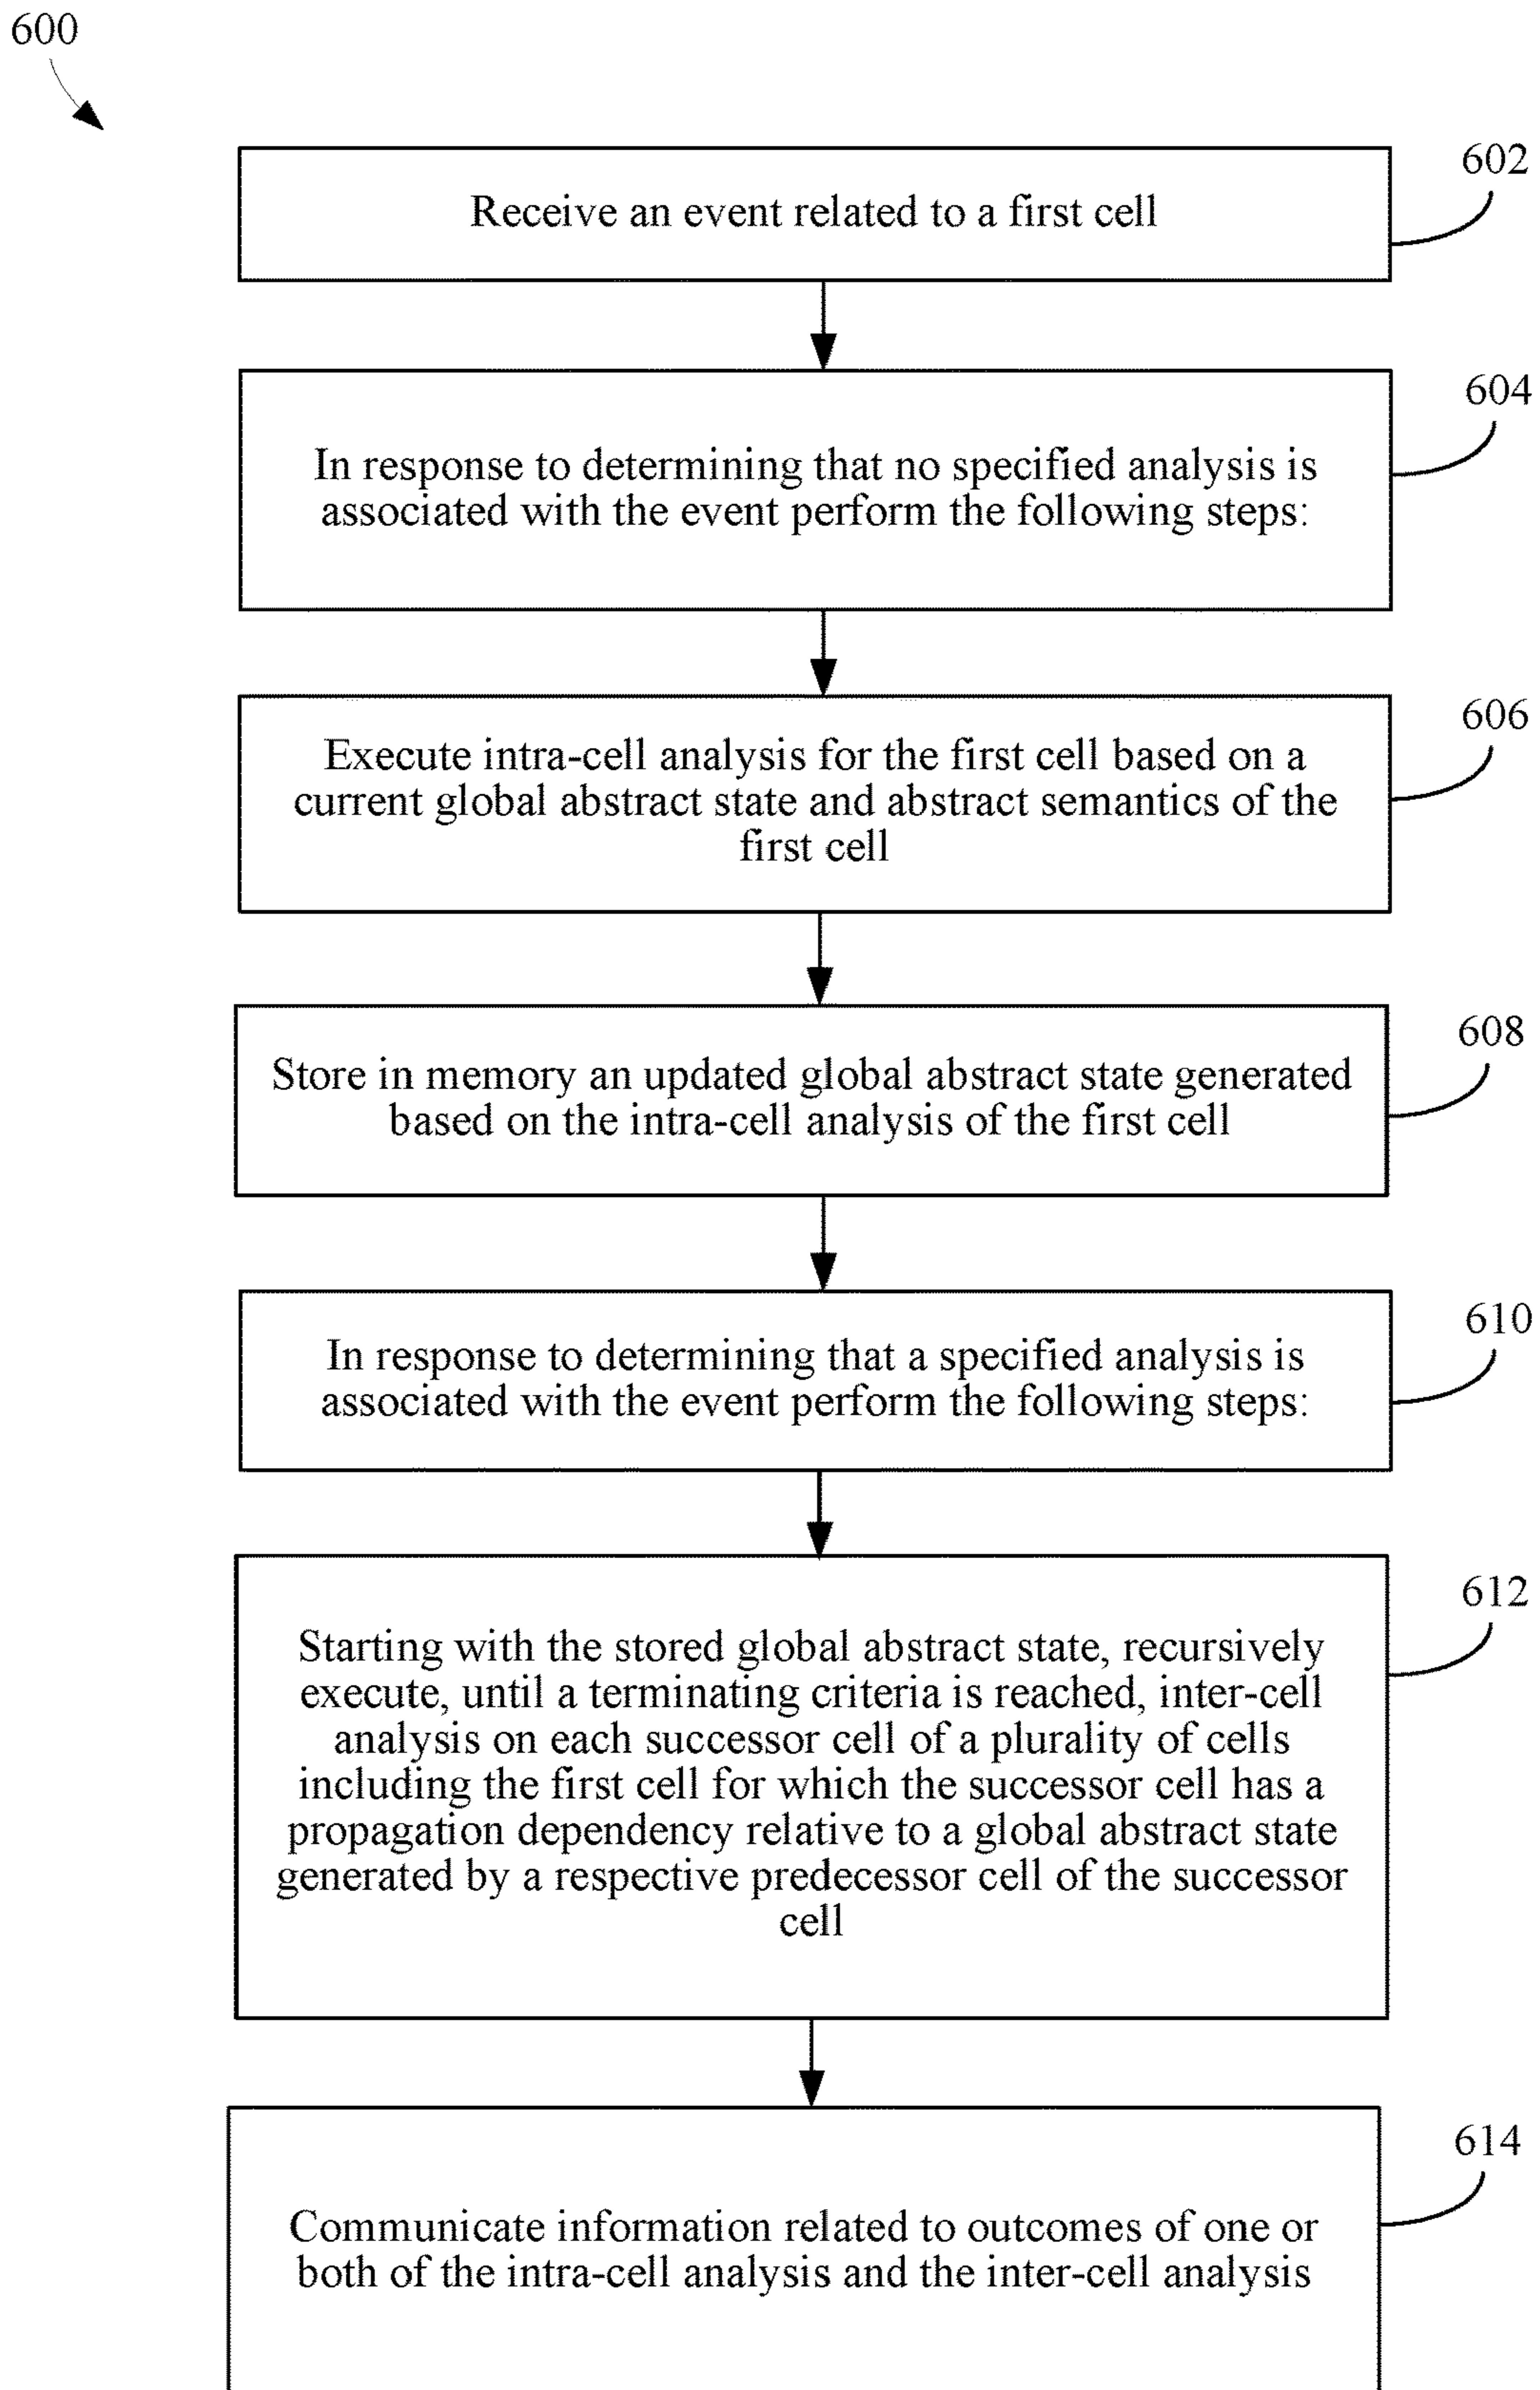 600
602
Receive an event related to a first cell
604
In response to determining that no specified analysis is
associated with the event perform the following steps:
606
Execute intra-cell analysis for the first cell based on a
current global abstract state and abstract semantics of the
first cell
608
Store in memory an updated global abstract state generated
based on the intra-cell analysis of the first cell
610
In response to determining that a specified analysis is
associated with the event perform the following steps:
612
Starting with the stored global abstract state, recursively
execute, until a terminating criteria is reached, inter-cell
analysis on each successor cell of a plurality of cells
including the first cell for which the successor cell has a
propagation dependency relative to a global abstract state
generated by a respective predecessor cell of the successor
cell
614
Communicate information related to outcomes of one or
both of the intra-cell analysis and the inter-cell analysis